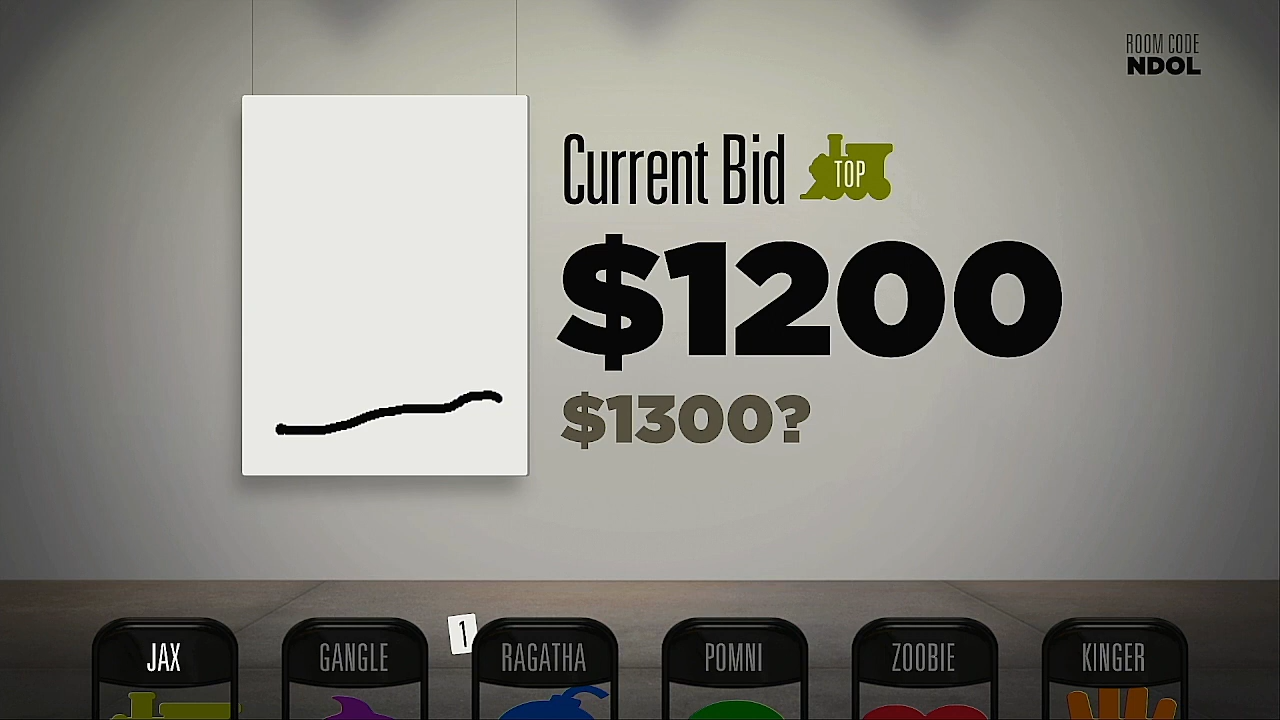 ROOM CODE
NDOL
Current Bid TOP
$1200
$1300?
1
JAX GANGLE RAGATHA POMNI ZOOBIE KINGER